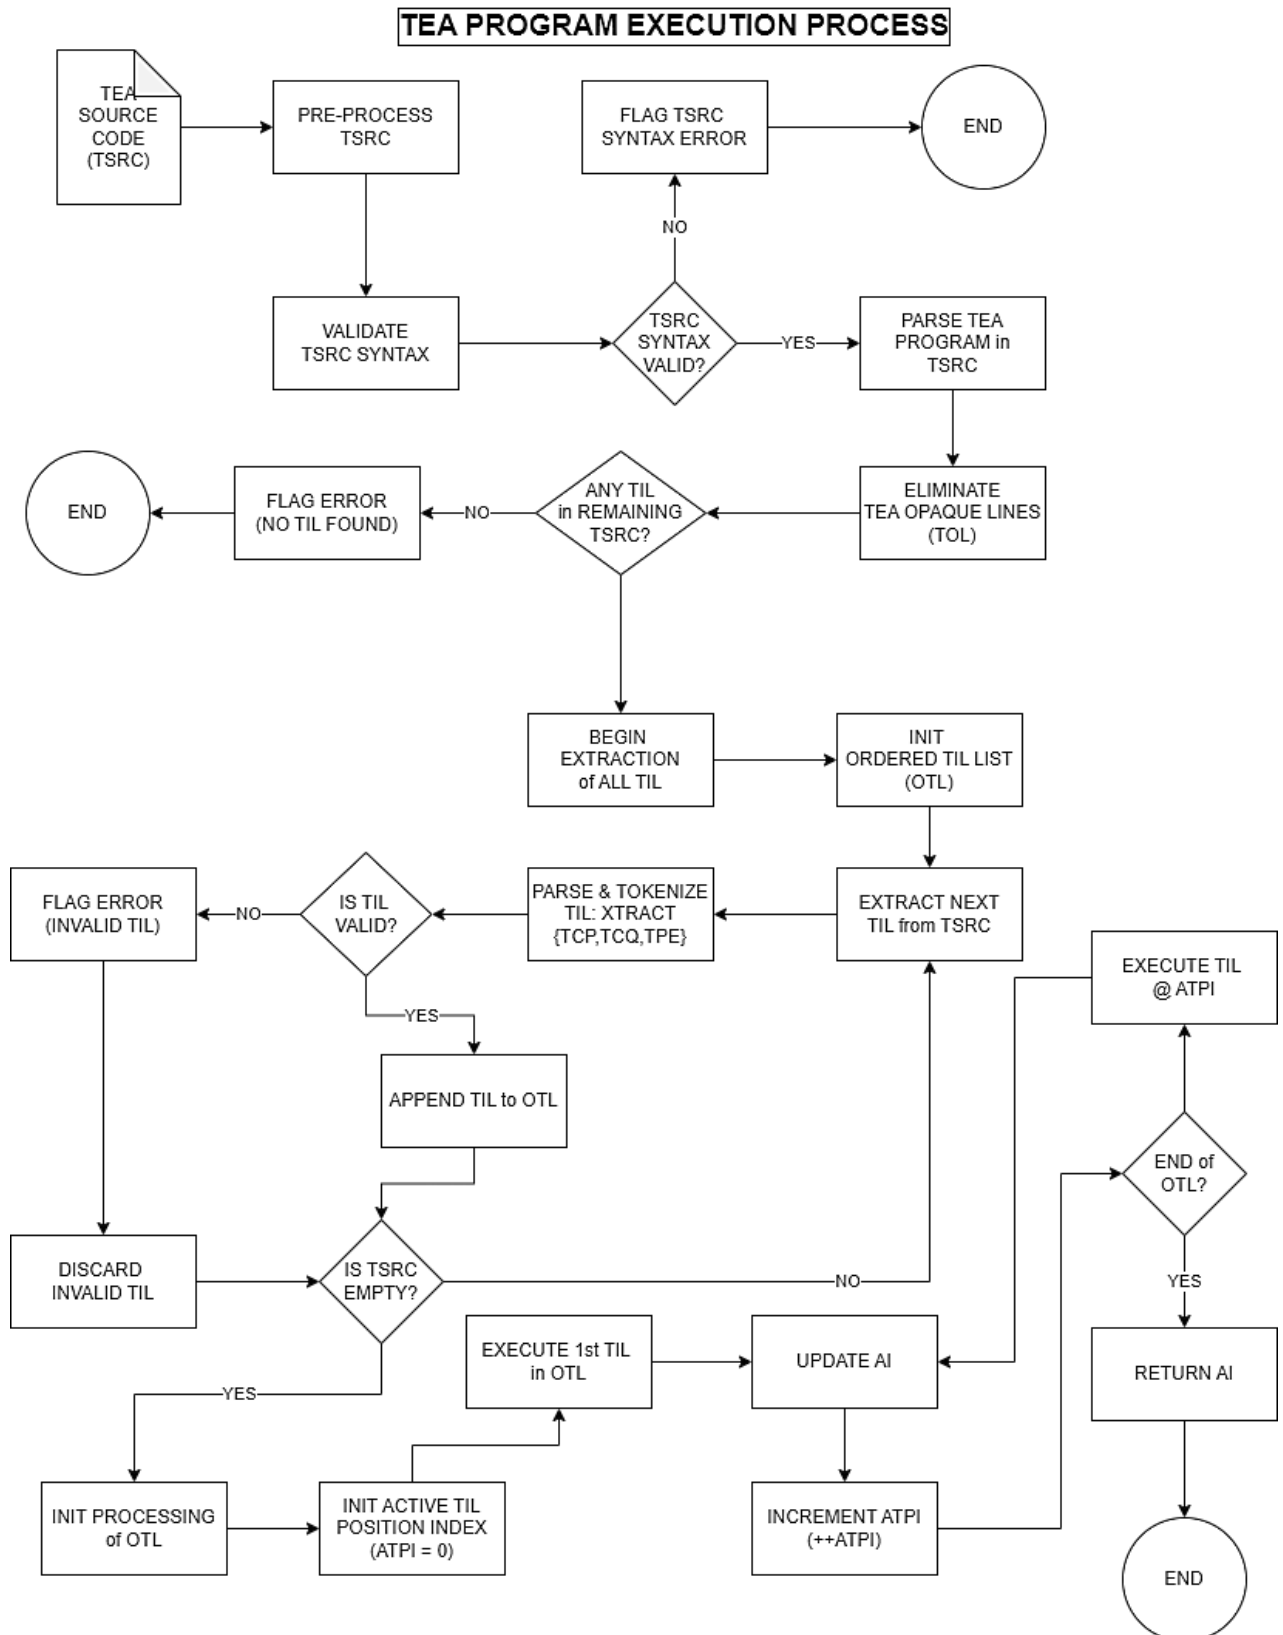 TEA PROGRAM EXECUTION PROCESS
TEA
SOURCE
CODE
(TSRC)
PRE-PROCESS
TSRC
FLAG TSRC
SYNTAX ERROR
END
NO
VALIDATE
TSRC SYNTAX
TSRC
SYNTAX
VALID?
YES
PARSE TEA
PROGRAM in
TSRC
END
FLAG ERROR
(NO TIL FOUND)
NO
ANY TIL
in REMAINING
TSRC?
ELIMINATE
TEA OPAQUE LINES
(TOL)
BEGIN
EXTRACTION
of ALL TIL
INIT
ORDERED TIL LIST
(OTL)
FLAG ERROR
(INVALID TIL)
NO
IS TIL
VALID?
PARSE & TOKENIZE
TIL: XTRACT
{TCP,TCQ,TPE}
EXTRACT NEXT
TIL from TSRC
EXECUTE TIL
@ ATPI
YES
APPEND TIL to OTL
END of
OTL?
DISCARD
INVALID TIL
IS TSRC
EMPTY?
NO
YES
EXECUTE 1st TIL
in OTL
UPDATE AI
RETURN AI
YES
INIT PROCESSING
of OTL
INIT ACTIVE TIL
POSITION INDEX
(ATPI = 0)
INCREMENT ATPI
(++ATPI)
END